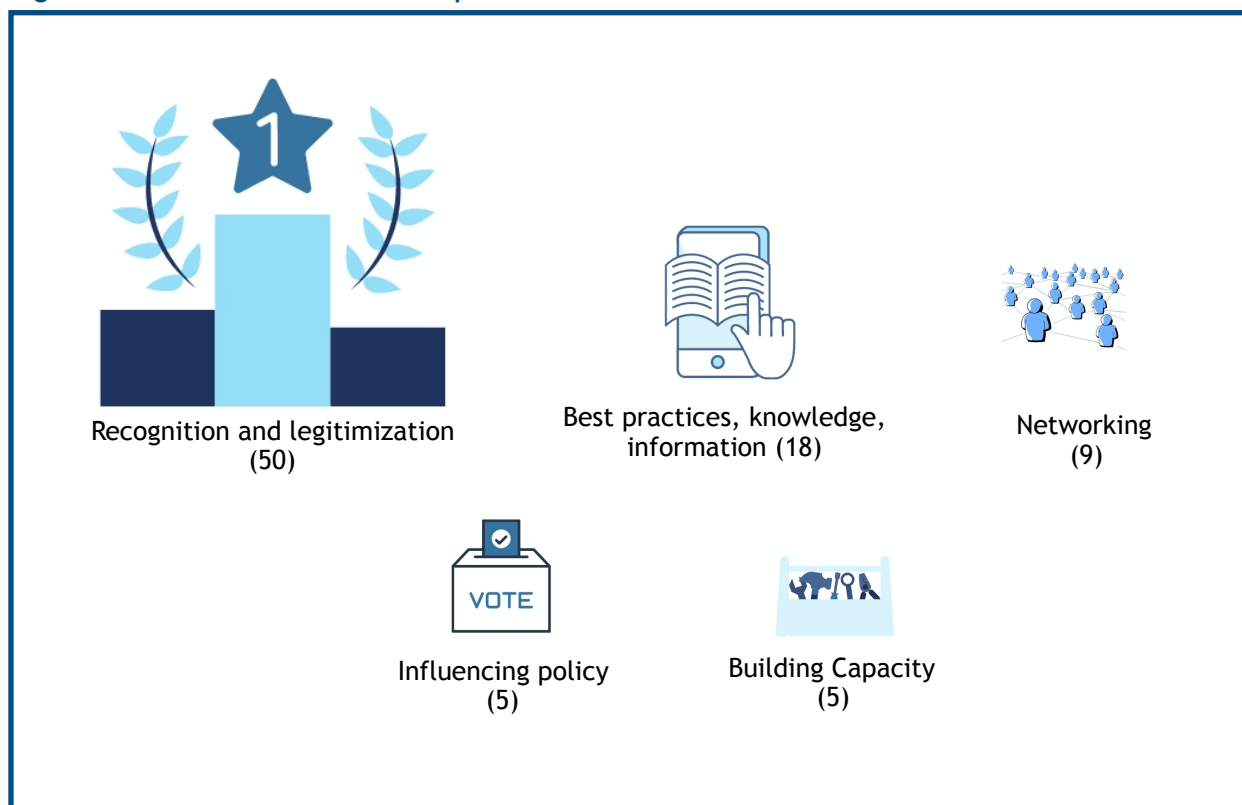 1
Recognition and legitimization
(50)
Best practices, knowledge,
information (18)
Networking
(9)
VOTE
Influencing policy
(5)
Building Capacity
(5)